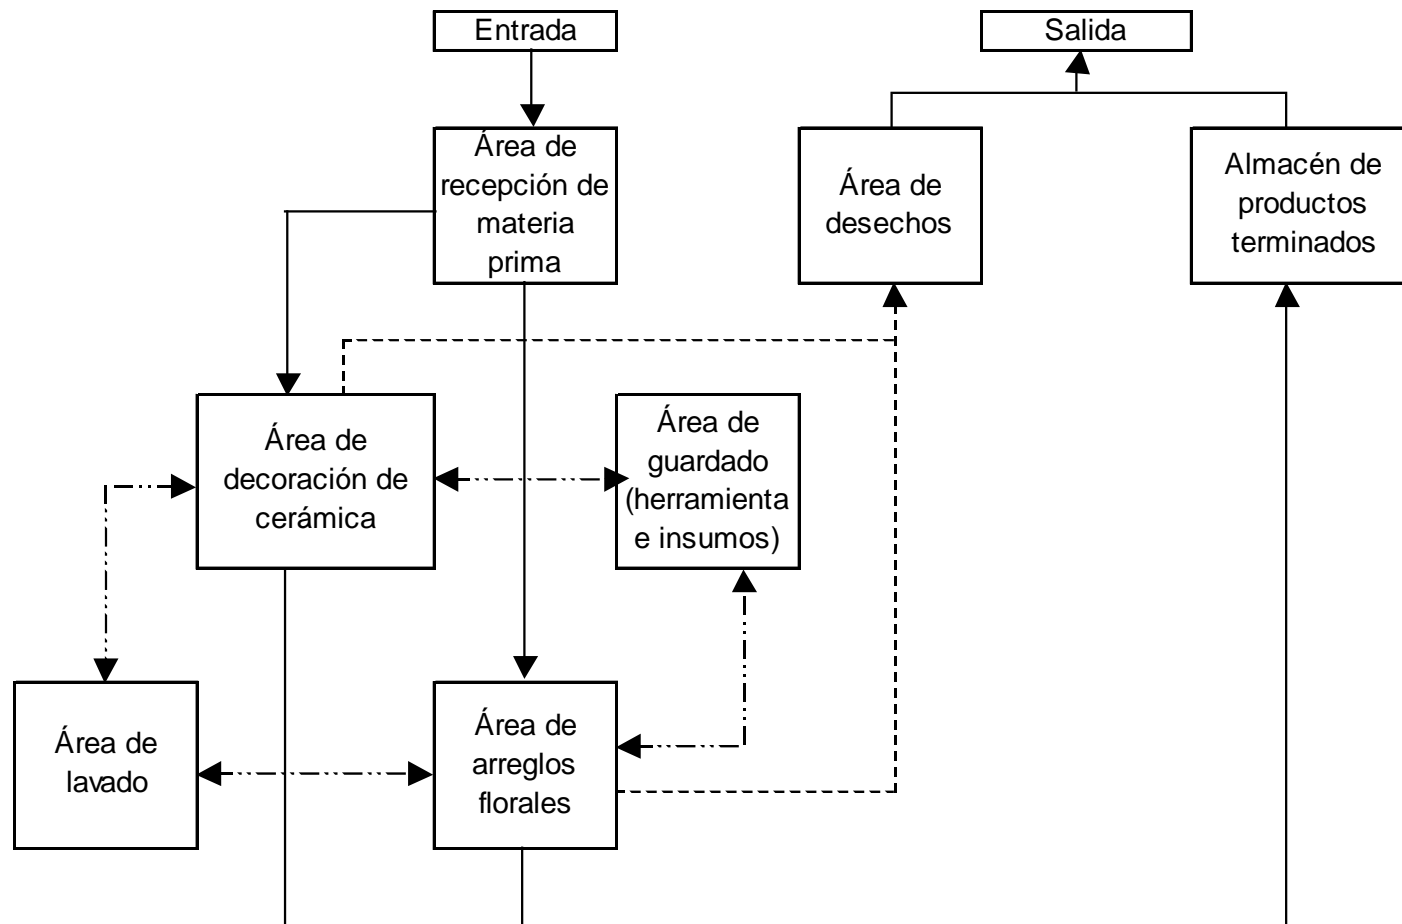 Entrada
Salida
Área de
recepción de
materia
prima
Área de
desechos
Almacén de
productos
terminados
Área de
decoración de
cerámica
Área de
guardado
(herramienta
e insumos)
Área de
lavado
Área de
arreglos
florales